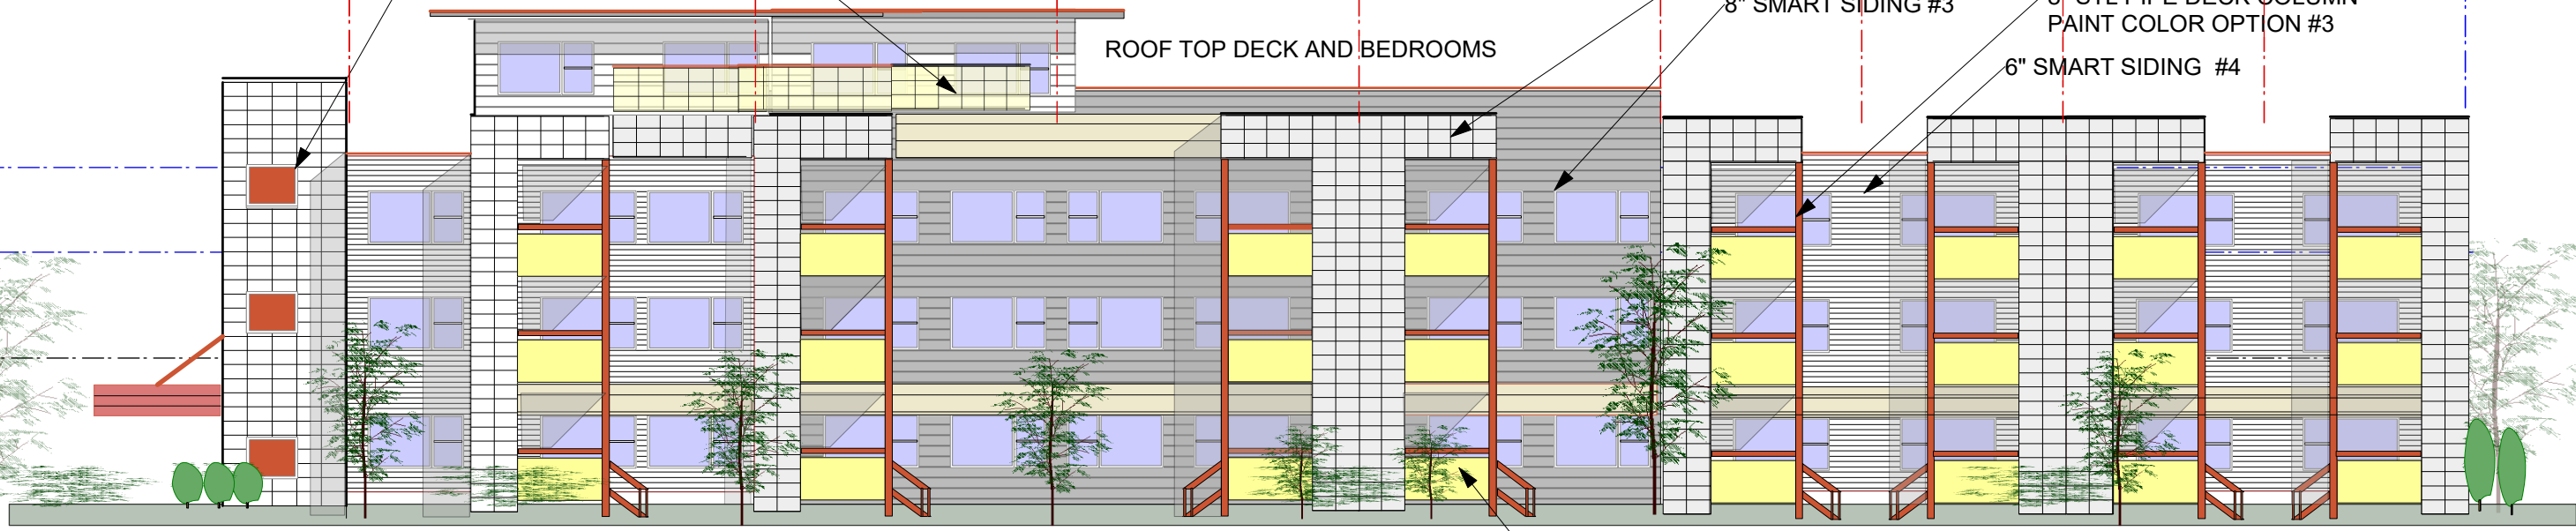 8" SMART SIDING #3
PAINT COLOR OPTION #3
ROOF TOP DECK AND BEDROOMS
6" SMART SIDING #4